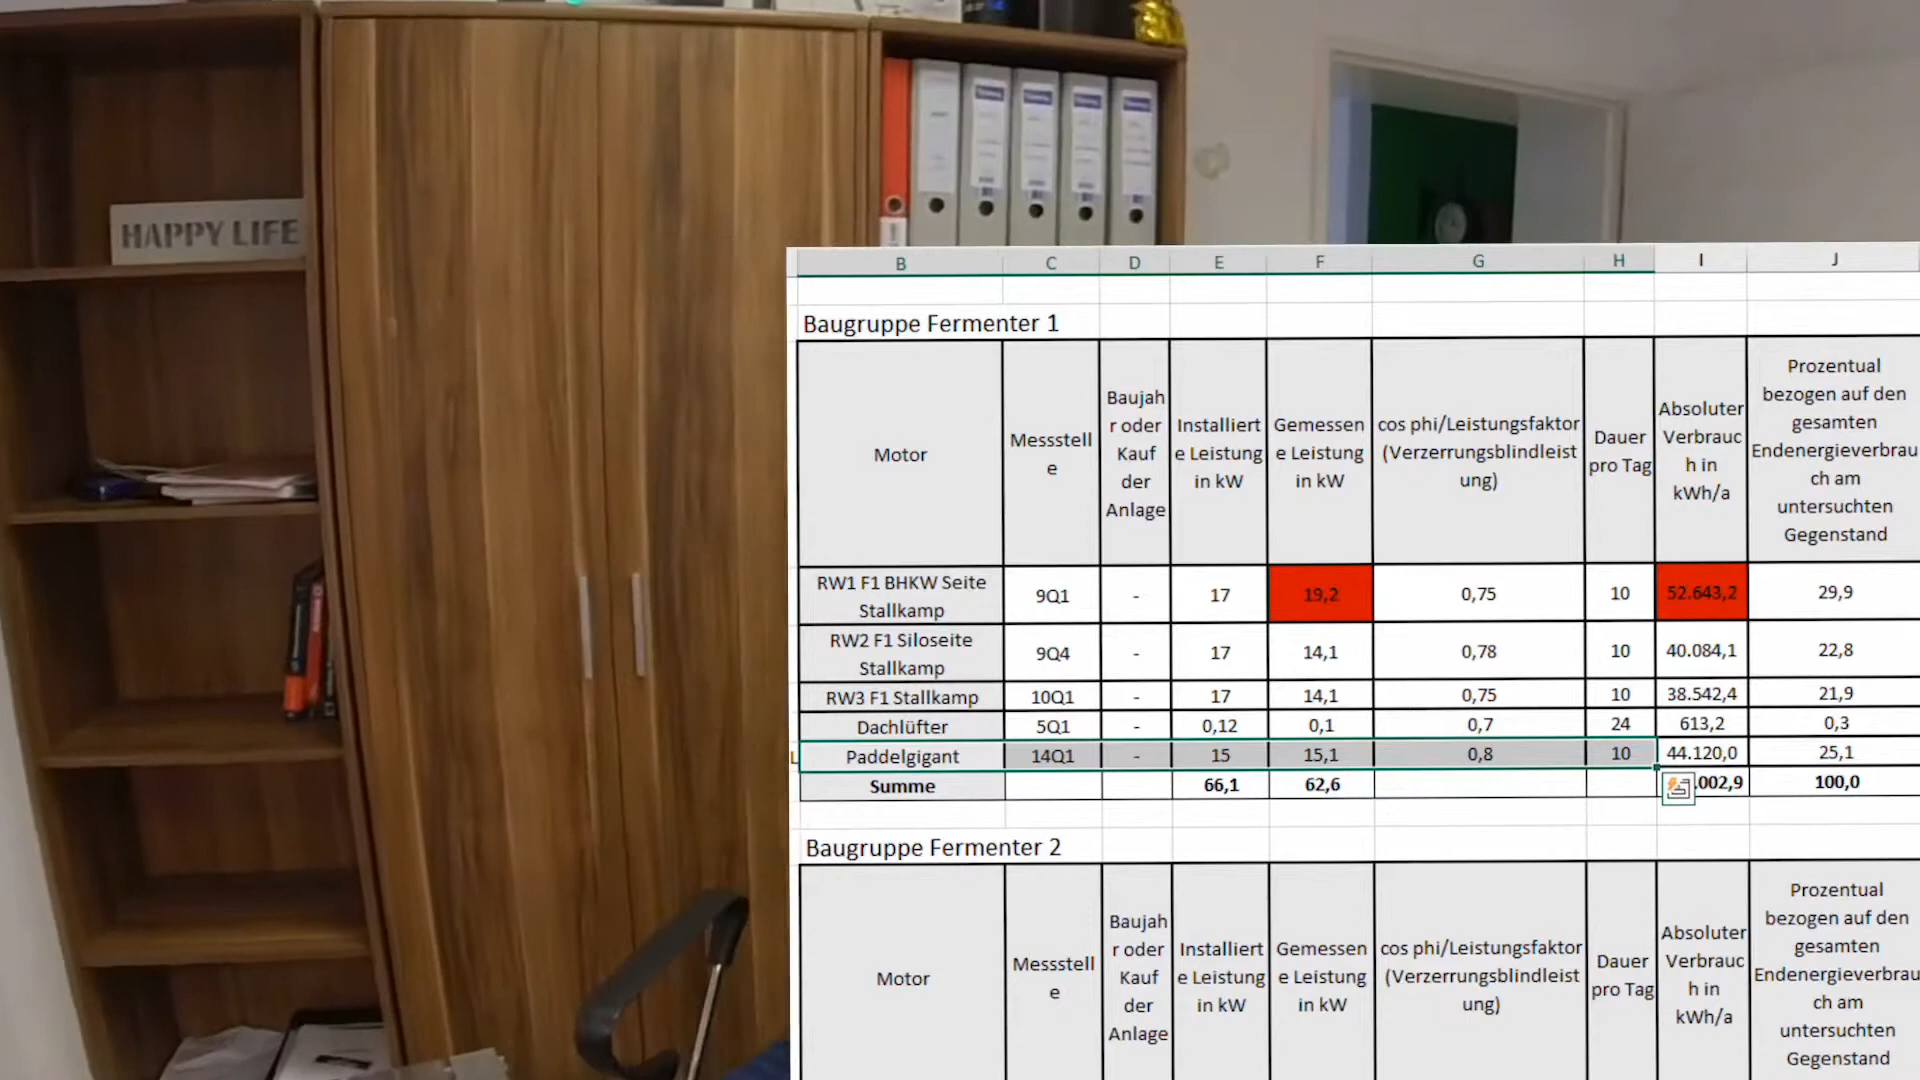 HAPPY LIFE
B C D E F G H I J
Baugruppe Fermenter 1
Motor
Messstell
e
Baujah
r oder
Kauf
der
Anlage
Installiert
e Leistung
in kW
Gemessen
e Leistung
in kW
cos phi/Leistungsfaktor
(Verzerrungsblindleist
ung)
Dauer
pro Tag
Absoluter
Verbrauc
h in
kWh/a
Prozentual
bezogen auf den
gesamten
Endenergieverbrau
ch am
untersuchten
Gegenstand
RW1 F1 BHKW Seite
Stallkamp
9Q1 - 17 19,2 0,75 10 52.643,2 29,9
RW2 F1 Siloseite
Stallkamp
9Q4 - 17 14,1 0,78 10 40.084,1 22,8
RW3 F1 Stallkamp 10Q1 - 17 14,1 0,75 10 38.542,4 21,9
Dachlüfter 5Q1 - 0,12 0,1 0,7 24 613,2 0,3
Paddelgigant 14Q1 - 15 15,1 0,8 10 44.120,0 25,1
Summe 66,1 62,6 .002,9 100,0
Baugruppe Fermenter 2
Motor
Messstell
e
Baujah
r oder
Kauf
der
Anlage
Installiert
e Leistung
in kW
Gemessen
e Leistung
in kW
cos phi/Leistungsfaktor
(Verzerrungsblindleist
ung)
Dauer
pro Tag
Absoluter
Verbrauc
h in
kWh/a
Prozentual
bezogen auf den
gesamten
Endenergieverbrau
ch am
untersuchten
Gegenstand